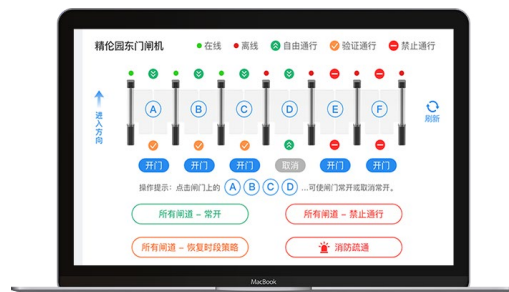 精伦园东门闸机 在线 离线 自由通行 验证通行 禁止通行
A B C D E F
进入方向
刷新
开门 开门 开门 取消 开门 开门
操作提示：点击闸门上的 A B C D ...可使闸门常开或取消常开。
所有闸道 - 常开 所有闸道 - 禁止通行
所有闸道 - 恢复时段策略 消防疏通
MacBook